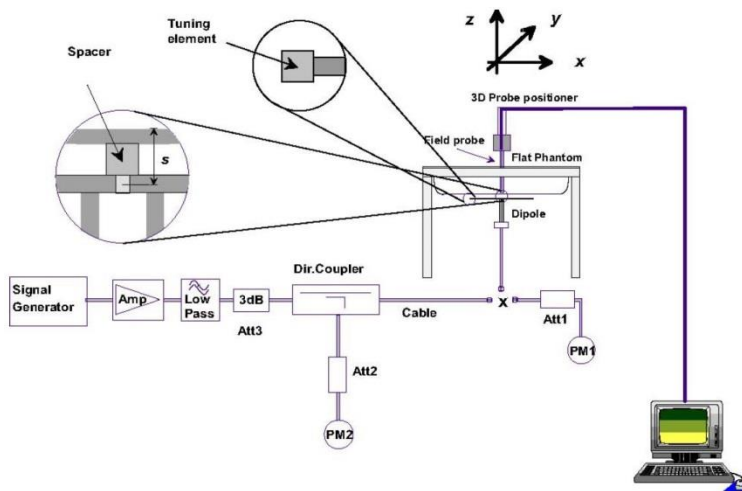 Tuning
element
Spacer
s
z
y
x
3D Probe positioner
Field probe
Flat Phantom
Dipole
Signal
Generator
Amp
Low
Pass
3dB
Att3
Dir.Coupler
Cable
x
Att1
PM1
Att2
PM2